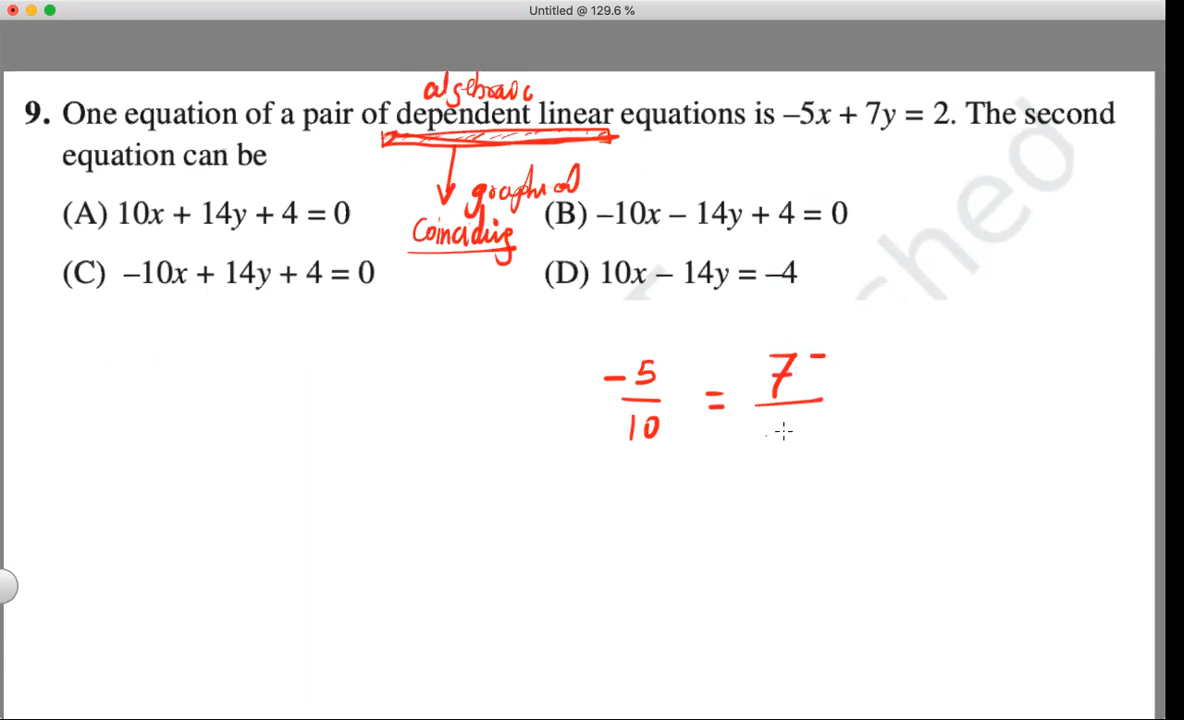 Untitled @ 129.6 %
algebraic
9. One equation of a pair of dependent linear equations is –5x + 7y = 2. The second
equation can be
graphical
(A) 10x + 14y + 4 = 0 (B) –10x – 14y + 4 = 0
Coinciding
(C) –10x + 14y + 4 = 0 (D) 10x – 14y = –4
-5/10 = 7-